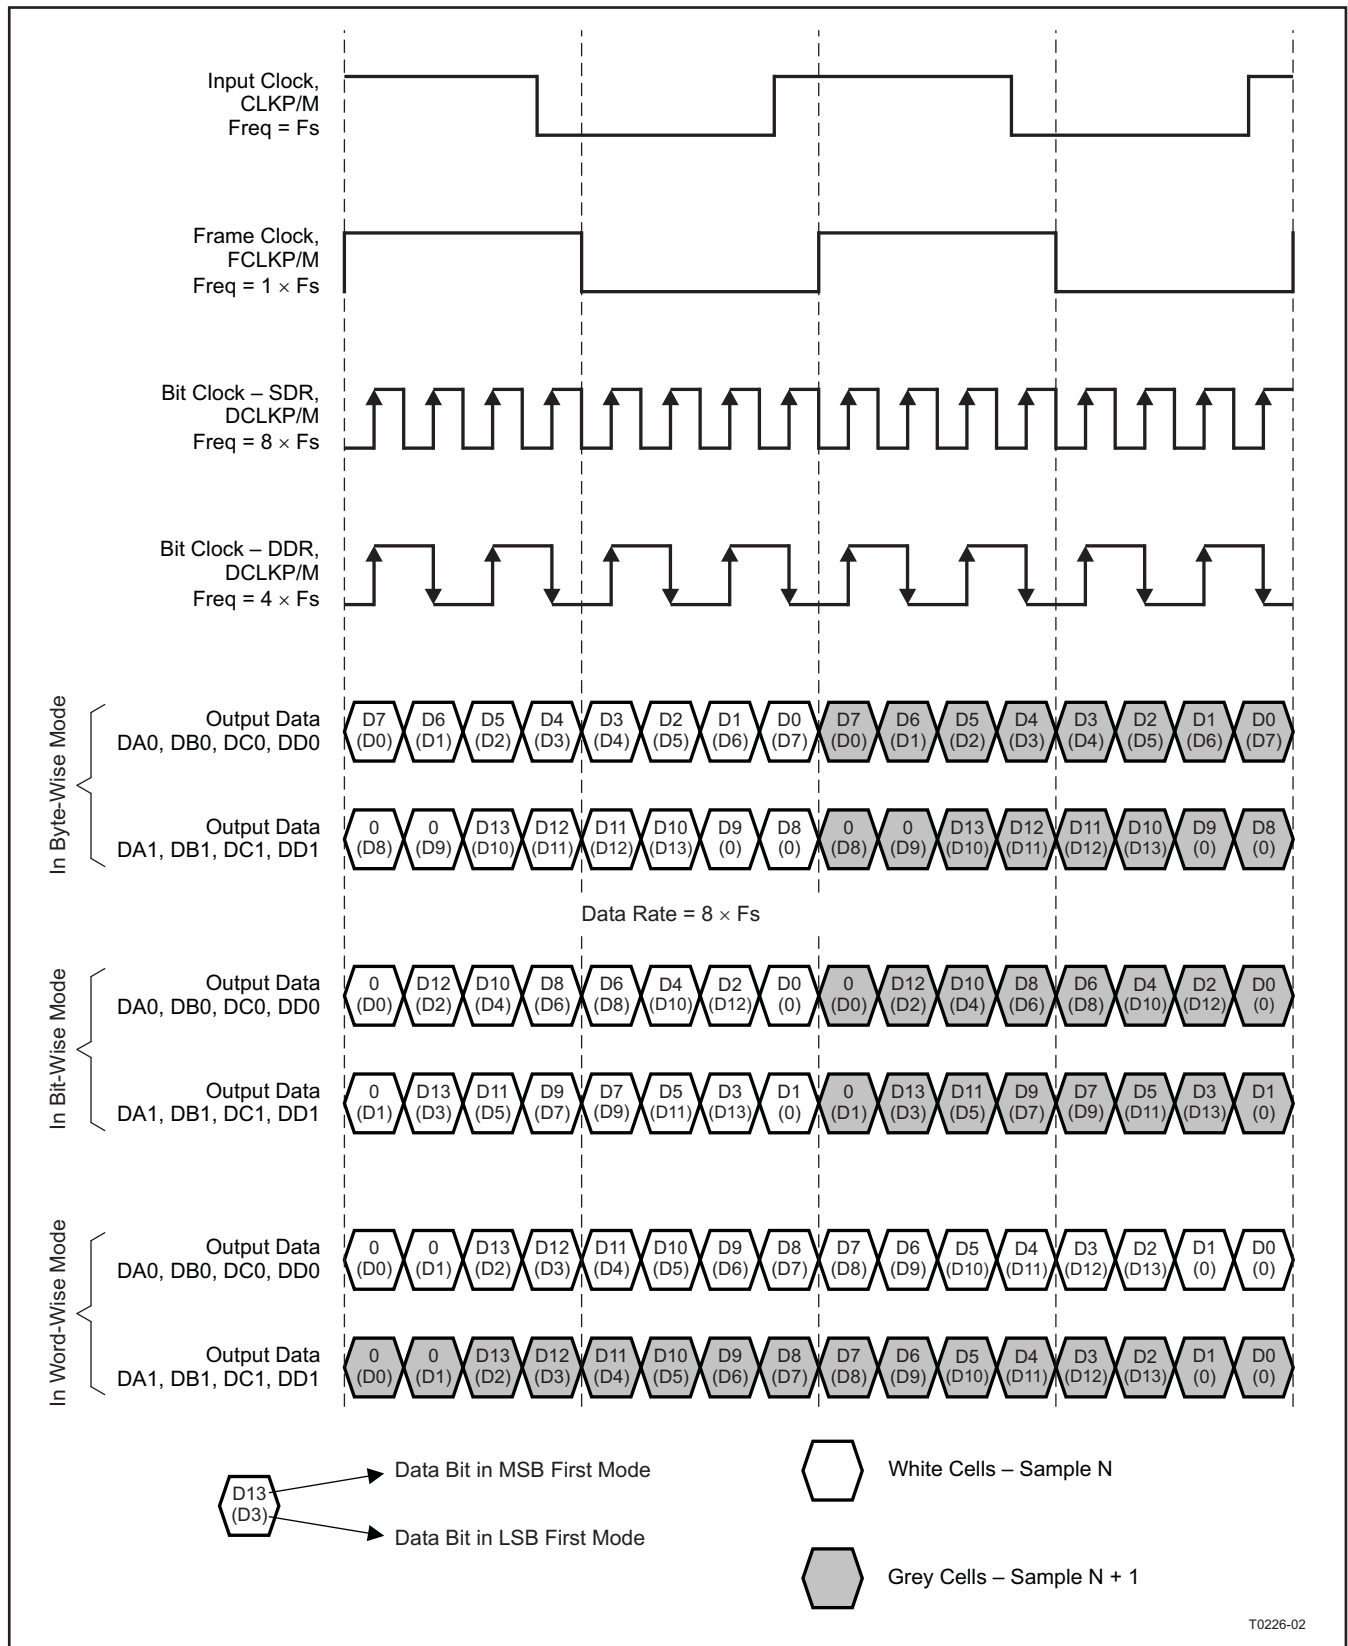 Input Clock,
CLKP/M
Freq = Fs
Frame Clock,
FCLKP/M
Freq = 1 × Fs
Bit Clock – SDR,
DCLKP/M
Freq = 8 × Fs
Bit Clock – DDR,
DCLKP/M
Freq = 4 × Fs
In Byte-Wise Mode
Output Data
DA0, DB0, DC0, DD0
D7 D6 D5 D4 D3 D2 D1 D0 D7 D6 D5 D4 D3 D2 D1 D0
(D0) (D1) (D2) (D3) (D4) (D5) (D6) (D7) (D0) (D1) (D2) (D3) (D4) (D5) (D6) (D7)
Output Data
DA1, DB1, DC1, DD1
0 0 D13 D12 D11 D10 D9 D8 0 0 D13 D12 D11 D10 D9 D8
(D8) (D9) (D10) (D11) (D12) (D13) (0) (0) (D8) (D9) (D10) (D11) (D12) (D13) (0) (0)
Data Rate = 8 × Fs
In Bit-Wise Mode
Output Data
DA0, DB0, DC0, DD0
0 D12 D10 D8 D6 D4 D2 D0 0 D12 D10 D8 D6 D4 D2 D0
(D0) (D2) (D4) (D6) (D8) (D10) (D12) (0) (D0) (D2) (D4) (D6) (D8) (D10) (D12) (0)
Output Data
DA1, DB1, DC1, DD1
0 D13 D11 D9 D7 D5 D3 D1 0 D13 D11 D9 D7 D5 D3 D1
(D1) (D3) (D5) (D7) (D9) (D11) (D13) (0) (D1) (D3) (D5) (D7) (D9) (D11) (D13) (0)
In Word-Wise Mode
Output Data
DA0, DB0, DC0, DD0
0 0 D13 D12 D11 D10 D9 D8 D7 D6 D5 D4 D3 D2 D1 D0
(D0) (D1) (D2) (D3) (D4) (D5) (D6) (D7) (D8) (D9) (D10) (D11) (D12) (D13) (0) (0)
Output Data
DA1, DB1, DC1, DD1
0 0 D13 D12 D11 D10 D9 D8 D7 D6 D5 D4 D3 D2 D1 D0
(D0) (D1) (D2) (D3) (D4) (D5) (D6) (D7) (D8) (D9) (D10) (D11) (D12) (D13) (0) (0)
D13
(D3)
Data Bit in MSB First Mode
Data Bit in LSB First Mode
White Cells – Sample N
Grey Cells – Sample N + 1
T0226-02